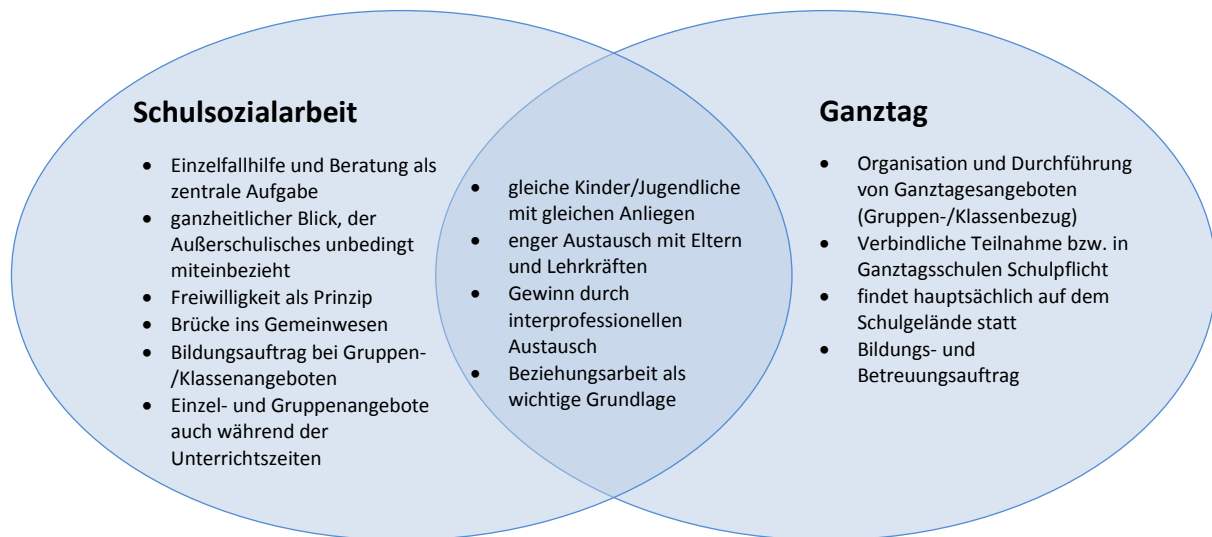 Schulsozialarbeit
• Einzelfallhilfe und Beratung als
zentrale Aufgabe
• ganzheitlicher Blick, der
Außerschulisches unbedingt
miteinbezieht
• Freiwilligkeit als Prinzip
• Brücke ins Gemeinwesen
• Bildungsauftrag bei Gruppen-
/Klassenangeboten
• Einzel- und Gruppenangebote
auch während der
Unterrichtszeiten
• gleiche Kinder/Jugendliche
mit gleichen Anliegen
• enger Austausch mit Eltern
und Lehrkräften
• Gewinn durch
interprofessionellen
Austausch
• Beziehungsarbeit als
wichtige Grundlage
Ganztag
• Organisation und Durchführung
von Ganztagesangeboten
(Gruppen-/Klassenbezug)
• Verbindliche Teilnahme bzw. in
Ganztagsschulen Schulpflicht
• findet hauptsächlich auf dem
Schulgelände statt
• Bildungs- und
Betreuungsauftrag